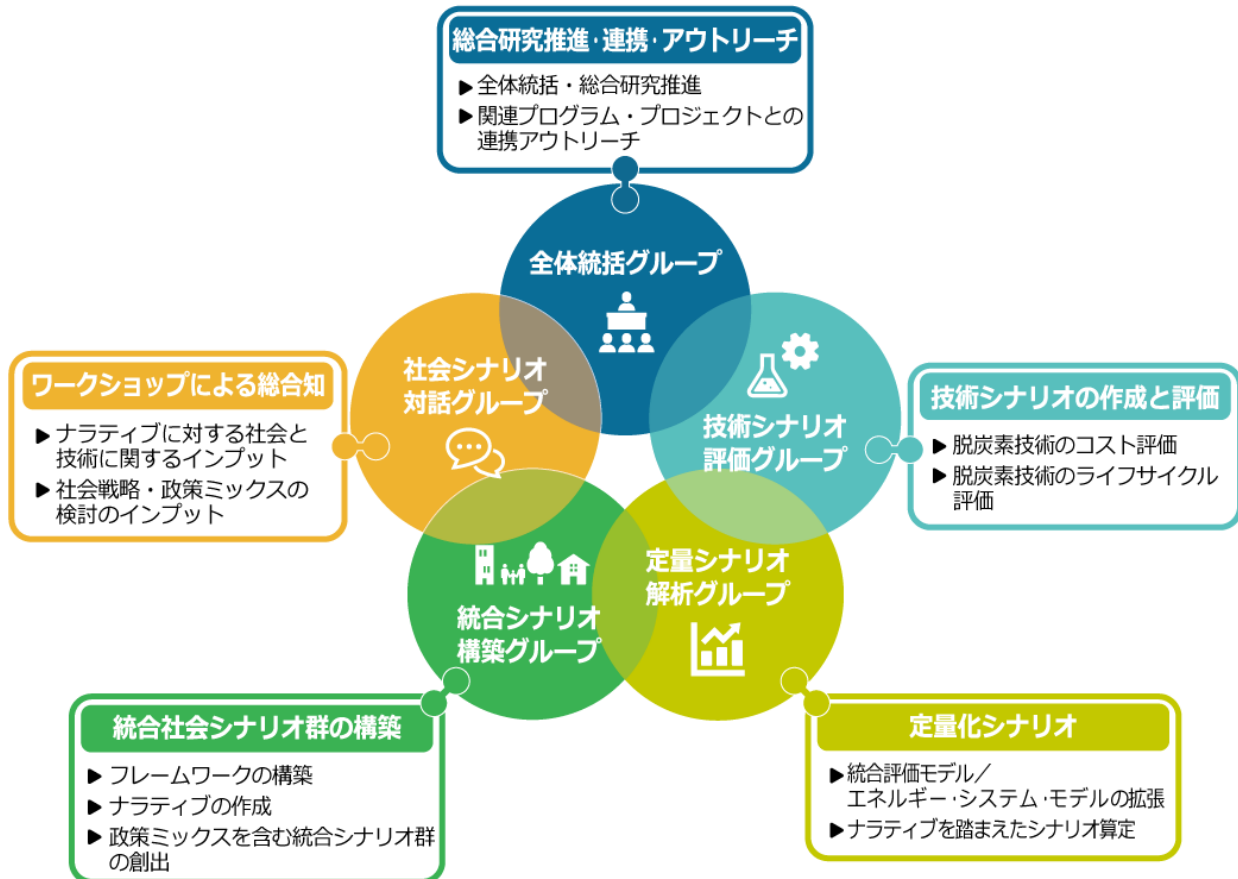 総合研究推進・連携・アウトリーチ
▶ 全体統括・総合研究推進
▶ 関連プログラム・プロジェクトとの
連携アウトリーチ
全体統括グループ
社会シナリオ
対話グループ
ワークショップによる総合知
▶ ナラティブに対する社会と
技術に関するインプット
▶ 社会戦略・政策ミックスの
検討のインプット
技術シナリオ
評価グループ
技術シナリオの作成と評価
▶ 脱炭素技術のコスト評価
▶ 脱炭素技術のライフサイクル
評価
統合シナリオ
構築グループ
定量シナリオ
解析グループ
統合社会シナリオ群の構築
▶ フレームワークの構築
▶ ナラティブの作成
▶ 政策ミックスを含む統合シナリオ群
の創出
定量化シナリオ
▶ 統合評価モデル／
エネルギー・システム・モデルの拡張
▶ ナラティブを踏まえたシナリオ算定